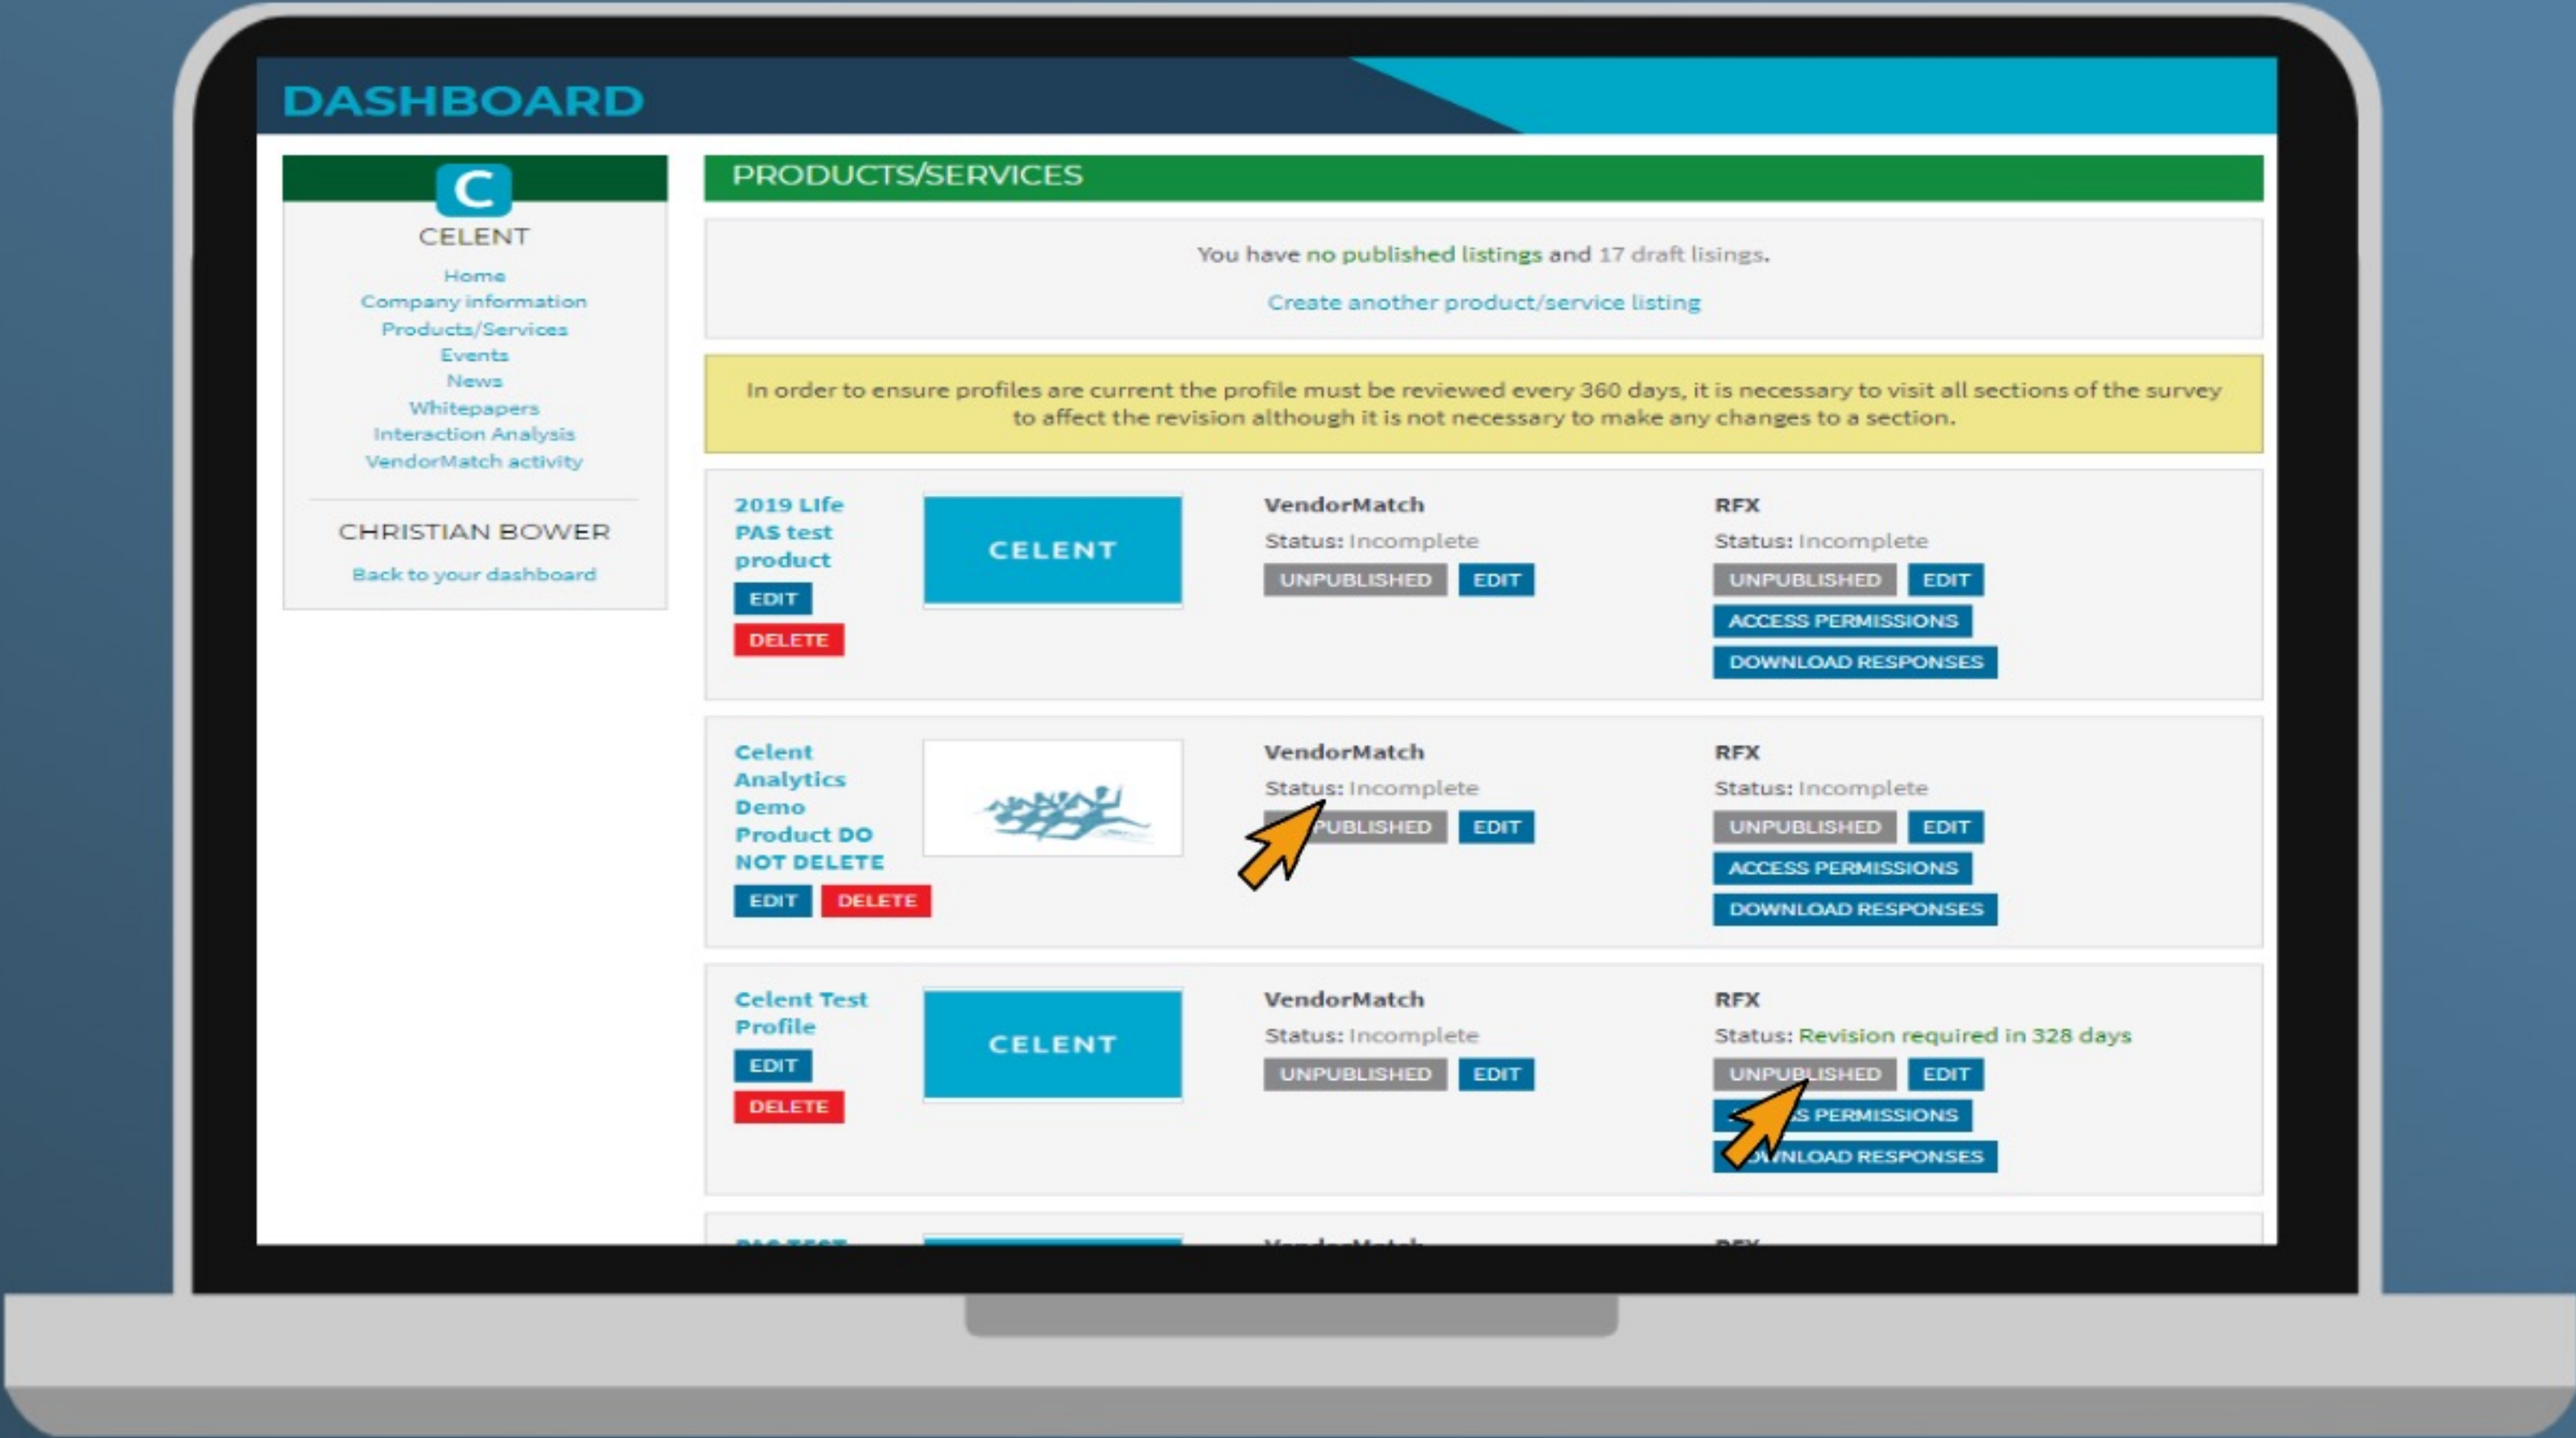 DASHBOARD
C
CELENT
Home
Company information
Products/Services
Events
News
Whitepapers
Interaction Analysis
VendorMatch activity
CHRISTIAN BOWER
Back to your dashboard
PRODUCTS/SERVICES
You have no published listings and 17 draft lisings.
Create another product/service listing
In order to ensure profiles are current the profile must be reviewed every 360 days, it is necessary to visit all sections of the survey
to affect the revision although it is not necessary to make any changes to a section.
2019 LIfe
PAS test
product
EDIT
DELETE
CELENT
VendorMatch
Status: Incomplete
UNPUBLISHED EDIT
RFX
Status: Incomplete
UNPUBLISHED EDIT
ACCESS PERMISSIONS
DOWNLOAD RESPONSES
Celent
Analytics
Demo
Product DO
NOT DELETE
EDIT DELETE
VendorMatch
Status: Incomplete
PUBLISHED EDIT
RFX
Status: Incomplete
UNPUBLISHED EDIT
ACCESS PERMISSIONS
DOWNLOAD RESPONSES
Celent Test
Profile
EDIT
DELETE
CELENT
VendorMatch
Status: Incomplete
UNPUBLISHED EDIT
RFX
Status: Revision required in 328 days
UNPUBLISHED EDIT
PERMISSIONS
RESPONSES